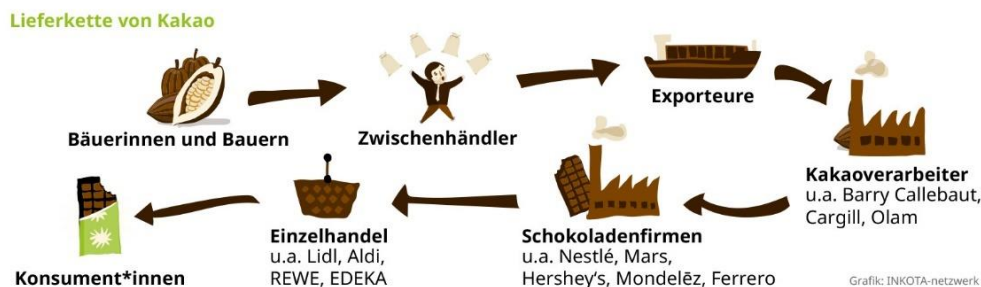 Lieferkette von Kakao
Bäuerinnen und Bauern
Zwischenhändler
Exporteure
Kakaoverarbeiter
u.a. Barry Callebaut,
Cargill, Olam
Schokoladenfirmen
u.a. Nestlé, Mars,
Hershey‘s, Mondelēz, Ferrero
Einzelhandel
u.a. Lidl, Aldi,
REWE, EDEKA
Konsument*innen
Grafik: INKOTA-netzwerk